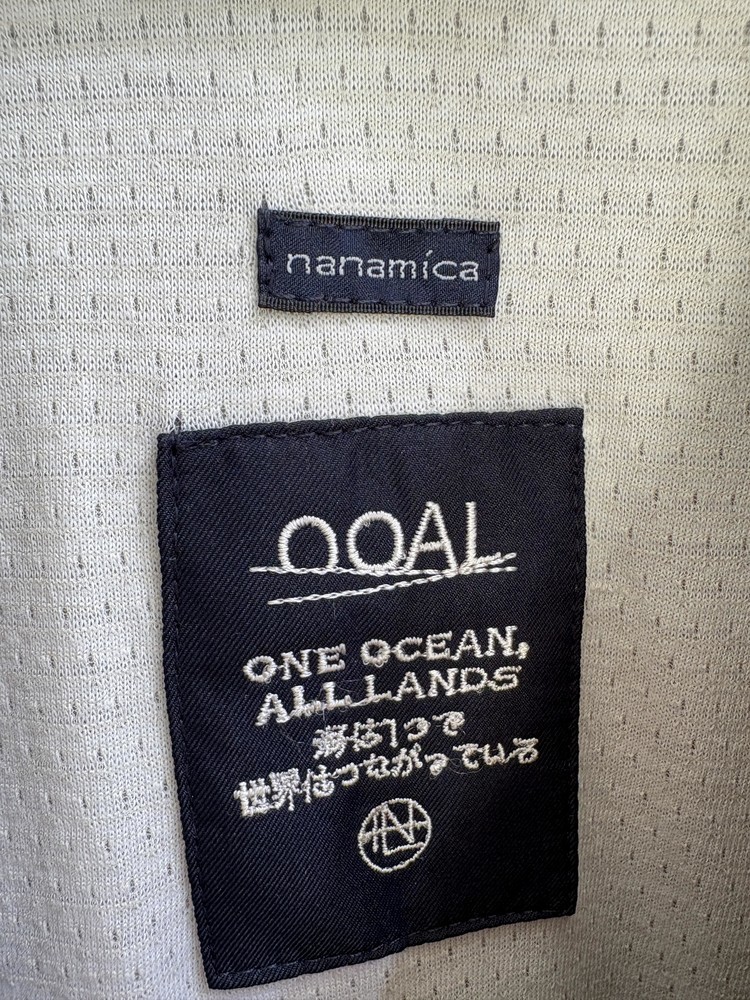 nanamica
OOAL
ONE OCEAN,
ALL LANDS
海は1つで
世界はつながっている